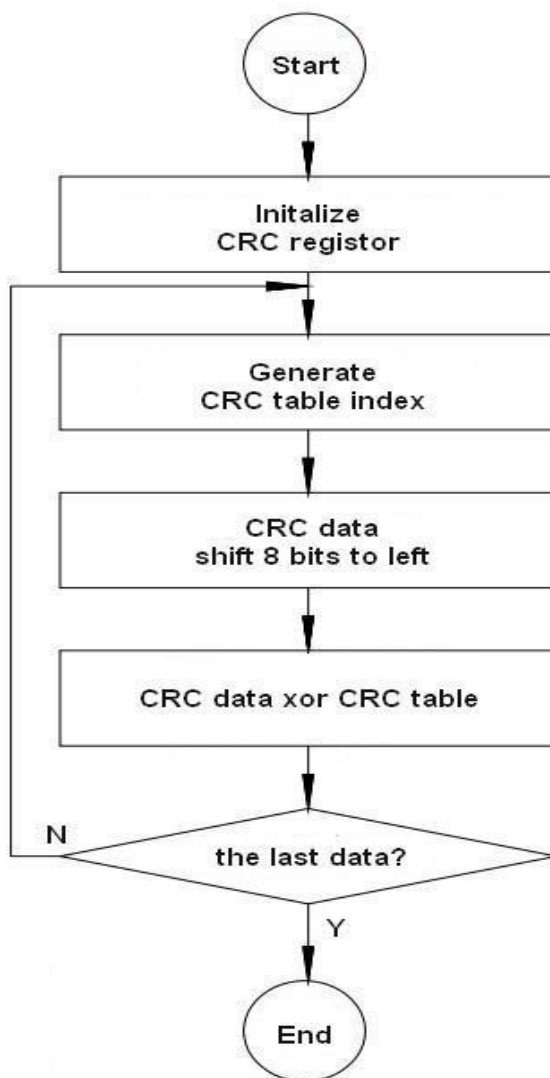 Start
Initalize
CRC registor
Generate
CRC table index
CRC data
shift 8 bits to left
CRC data xor CRC table
N
the last data?
Y
End